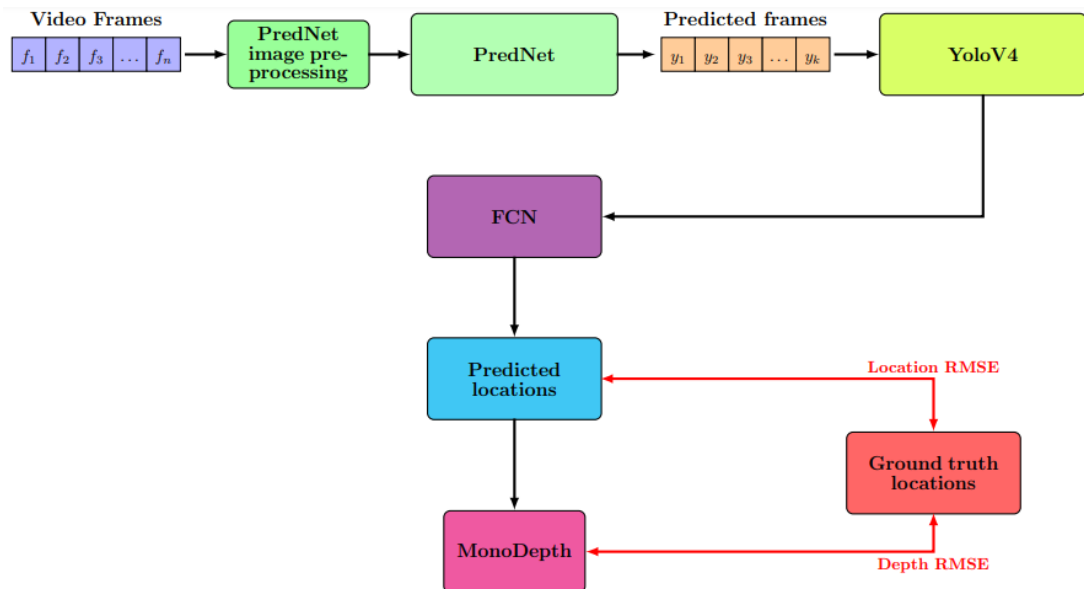 Video Frames
f1 f2 f3 ... fn
PredNet
image pre-
processing
PredNet
Predicted frames
y1 y2 y3 ... yk
YoloV4
FCN
Predicted
locations
Location RMSE
Ground truth
locations
MonoDepth
Depth RMSE